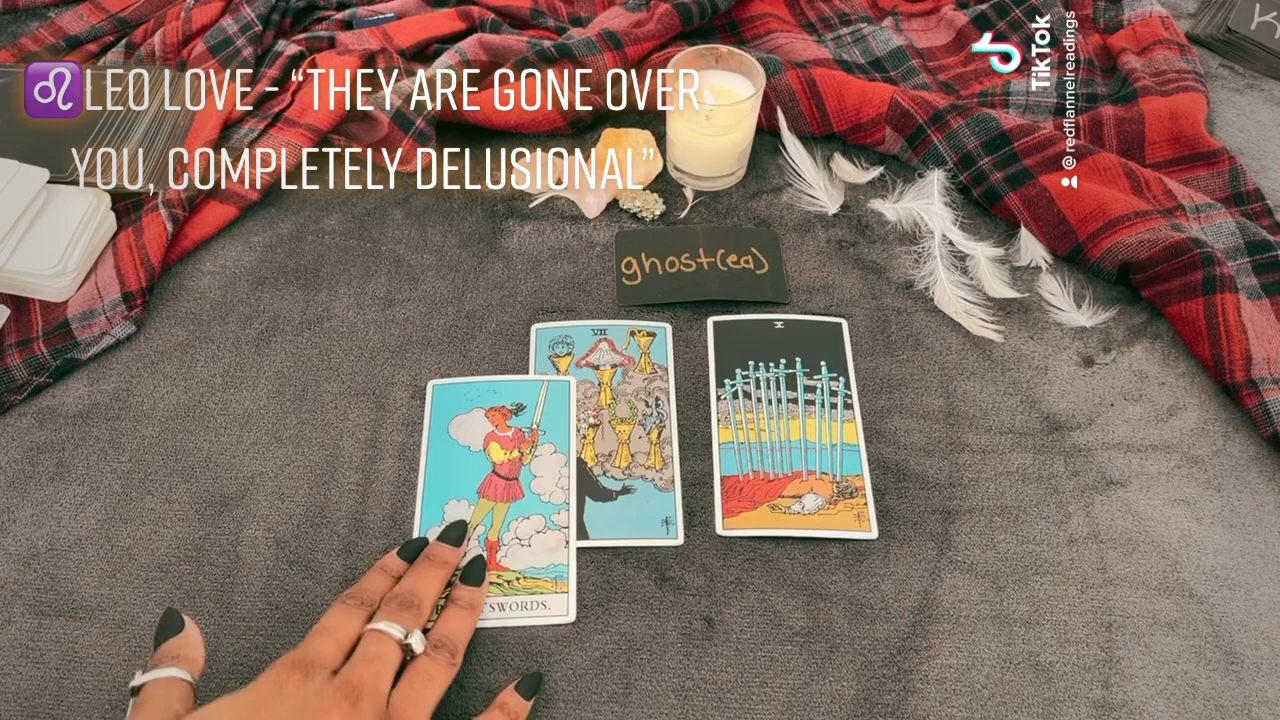 ♌LEO LOVE - “THEY ARE GONE OVER
YOU, COMPLETELY DELUSIONAL”
TikTok
@redflannelreadings
ghost(ed)
VII
X
SWORDS.